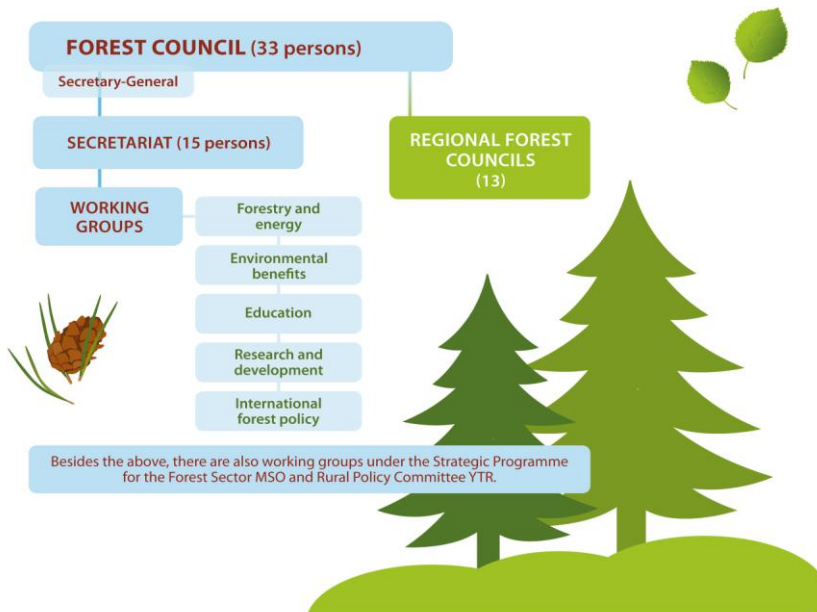 FOREST COUNCIL (33 persons)
Secretary-General
SECRETARIAT (15 persons)
REGIONAL FOREST
COUNCILS
(13)
WORKING
GROUPS
Forestry and
energy
Environmental
benefits
Education
Research and
development
International
forest policy
Besides the above, there are also working groups under the Strategic Programme
for the Forest Sector MSO and Rural Policy Committee YTR.